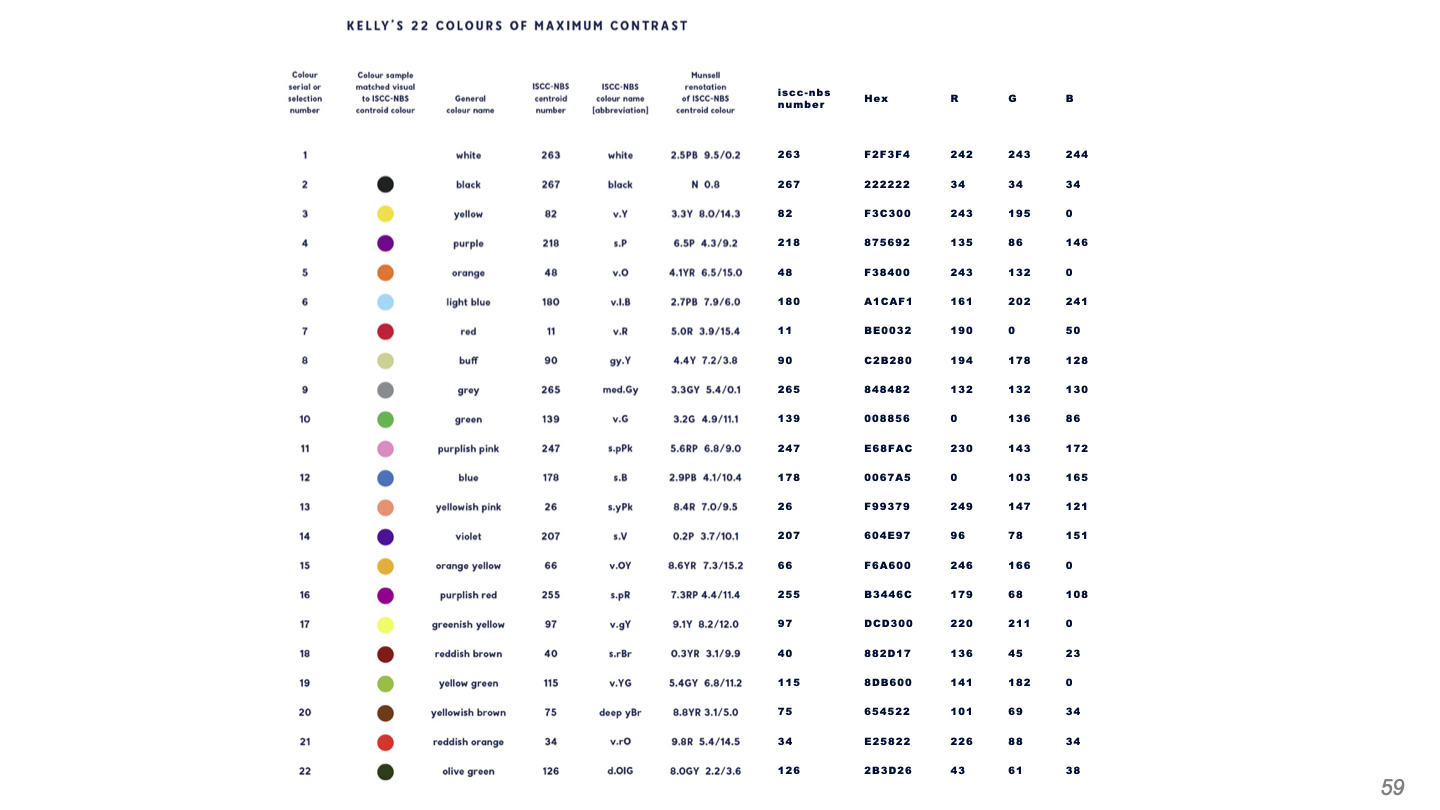 KELLY'S 22 COLOURS OF MAXIMUM CONTRAST
Colour serial or selection number | Colour sample matched visual to ISCC-NBS centroid colour | General colour name | ISCC-NBS centroid number | ISCC-NBS colour name [abbreviation] | Munsell renotation of ISCC-NBS centroid colour | iscc-nbs number | Hex | R | G | B
1 white 263 white 2.5PB 9.5/0.2 263 F2F3F4 242 243 244
2 black 267 black N 0.8 267 222222 34 34 34
3 yellow 82 v.Y 3.3Y 8.0/14.3 82 F3C300 243 195 0
4 purple 218 s.P 6.5P 4.3/9.2 218 875692 135 86 146
5 orange 48 v.O 4.1YR 6.5/15.0 48 F38400 243 132 0
6 light blue 180 v.l.B 2.7PB 7.9/6.0 180 A1CAF1 161 202 241
7 red 11 v.R 5.0R 3.9/15.4 11 BE0032 190 0 50
8 buff 90 gy.Y 4.4Y 7.2/3.8 90 C2B280 194 178 128
9 grey 265 med.Gy 3.3GY 5.4/0.1 265 848482 132 132 130
10 green 139 v.G 3.2G 4.9/11.1 139 008856 0 136 86
11 purplish pink 247 s.pPk 5.6RP 6.8/9.0 247 E68FAC 230 143 172
12 blue 178 s.B 2.9PB 4.1/10.4 178 0067A5 0 103 165
13 yellowish pink 26 s.yPk 8.4R 7.0/9.5 26 F99379 249 147 121
14 violet 207 s.V 0.2P 3.7/10.1 207 604E97 96 78 151
15 orange yellow 66 v.OY 8.6YR 7.3/15.2 66 F6A600 246 166 0
16 purplish red 255 s.pR 7.3RP 4.4/11.4 255 B3446C 179 68 108
17 greenish yellow 97 v.gY 9.1Y 8.2/12.0 97 DCD300 220 211 0
18 reddish brown 40 s.rBr 0.3YR 3.1/9.9 40 882D17 136 45 23
19 yellow green 115 v.YG 5.4GY 6.8/11.2 115 8DB600 141 182 0
20 yellowish brown 75 deep yBr 8.8YR 3.1/5.0 75 654522 101 69 34
21 reddish orange 34 v.rO 9.8R 5.4/14.5 34 E25822 226 88 34
22 olive green 126 d.OlG 8.0GY 2.2/3.6 126 2B3D26 43 61 38
59